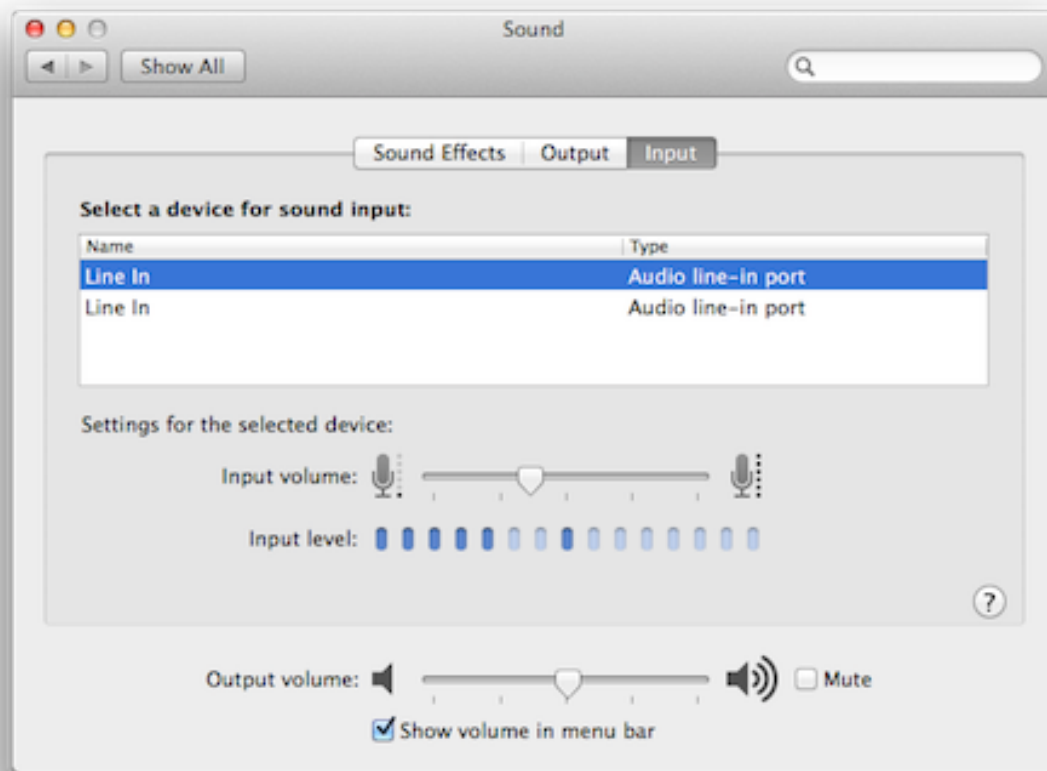 Sound
Show All
Sound Effects Output Input
Select a device for sound input:
Name Type
Line In Audio line-in port
Line In Audio line-in port
Settings for the selected device:
Input volume:
Input level:
?
Output volume: Mute
Show volume in menu bar